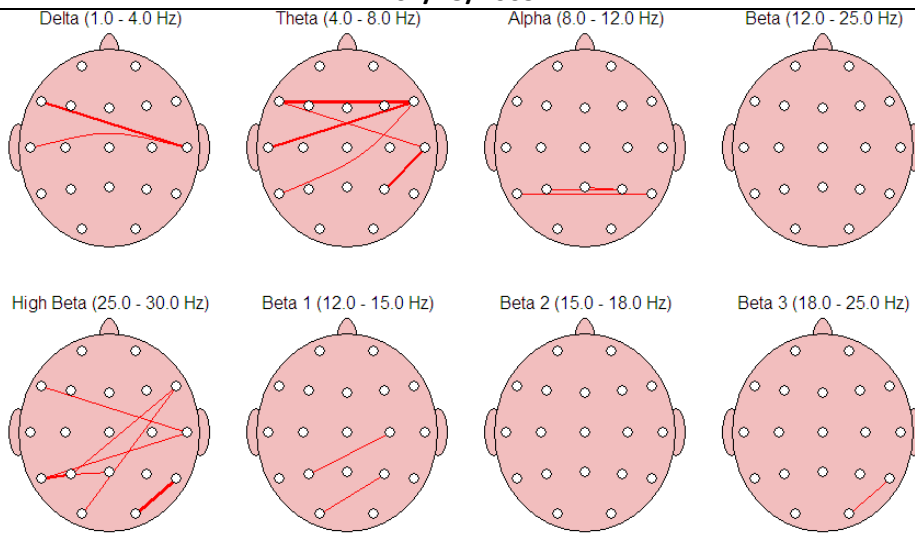 Delta (1.0 - 4.0 Hz)
Theta (4.0 - 8.0 Hz)
Alpha (8.0 - 12.0 Hz)
Beta (12.0 - 25.0 Hz)
High Beta (25.0 - 30.0 Hz)
Beta 1 (12.0 - 15.0 Hz)
Beta 2 (15.0 - 18.0 Hz)
Beta 3 (18.0 - 25.0 Hz)